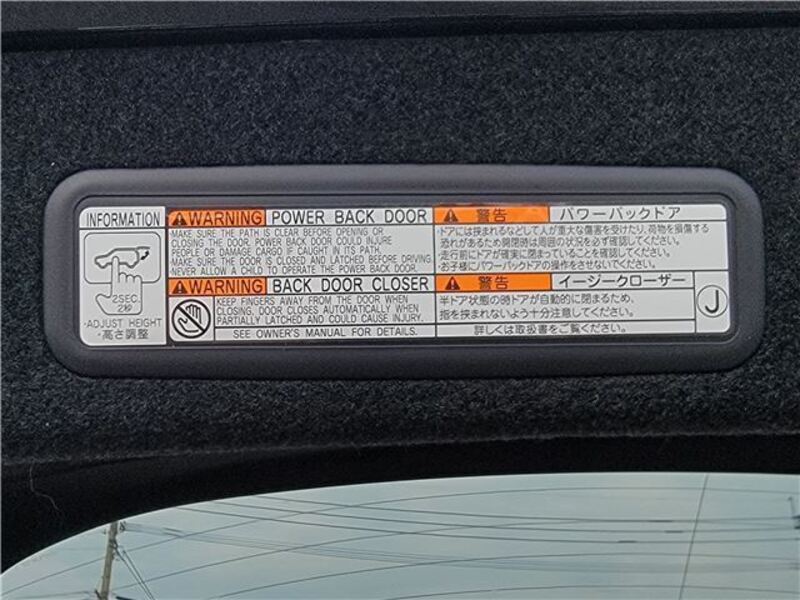 INFORMATION
2SEC.
2秒
·ADJUST HEIGHT
·高さ調整
WARNING POWER BACK DOOR
·MAKE SURE THE PATH IS CLEAR BEFORE OPENING OR
CLOSING THE DOOR. POWER BACK DOOR COULD INJURE
PEOPLE OR DAMAGE CARGO IF CAUGHT IN ITS PATH.
·MAKE SURE THE DOOR IS CLOSED AND LATCHED BEFORE DRIVING.
·NEVER ALLOW A CHILD TO OPERATE THE POWER BACK DOOR.
WARNING BACK DOOR CLOSER
KEEP FINGERS AWAY FROM THE DOOR WHEN
CLOSING. DOOR CLOSES AUTOMATICALLY WHEN
PARTIALLY LATCHED AND COULD CAUSE INJURY.
SEE OWNER'S MANUAL FOR DETAILS.
警告 パワーバックドア
·ドアには挟まれるなどして人が重大な傷害を受けたり、荷物を損傷する
恐れがあるため開閉時は周囲の状況を必ず確認してください。
·走行前にドアが確実に閉まっていることを確認してください。
·お子様にパワーバックドアの操作をさせないでください。
警告 イージークローザー
半ドア状態の時ドアが自動的に閉まるため、
指を挟まれないよう十分注意してください。
詳しくは取扱書をご覧ください。
J